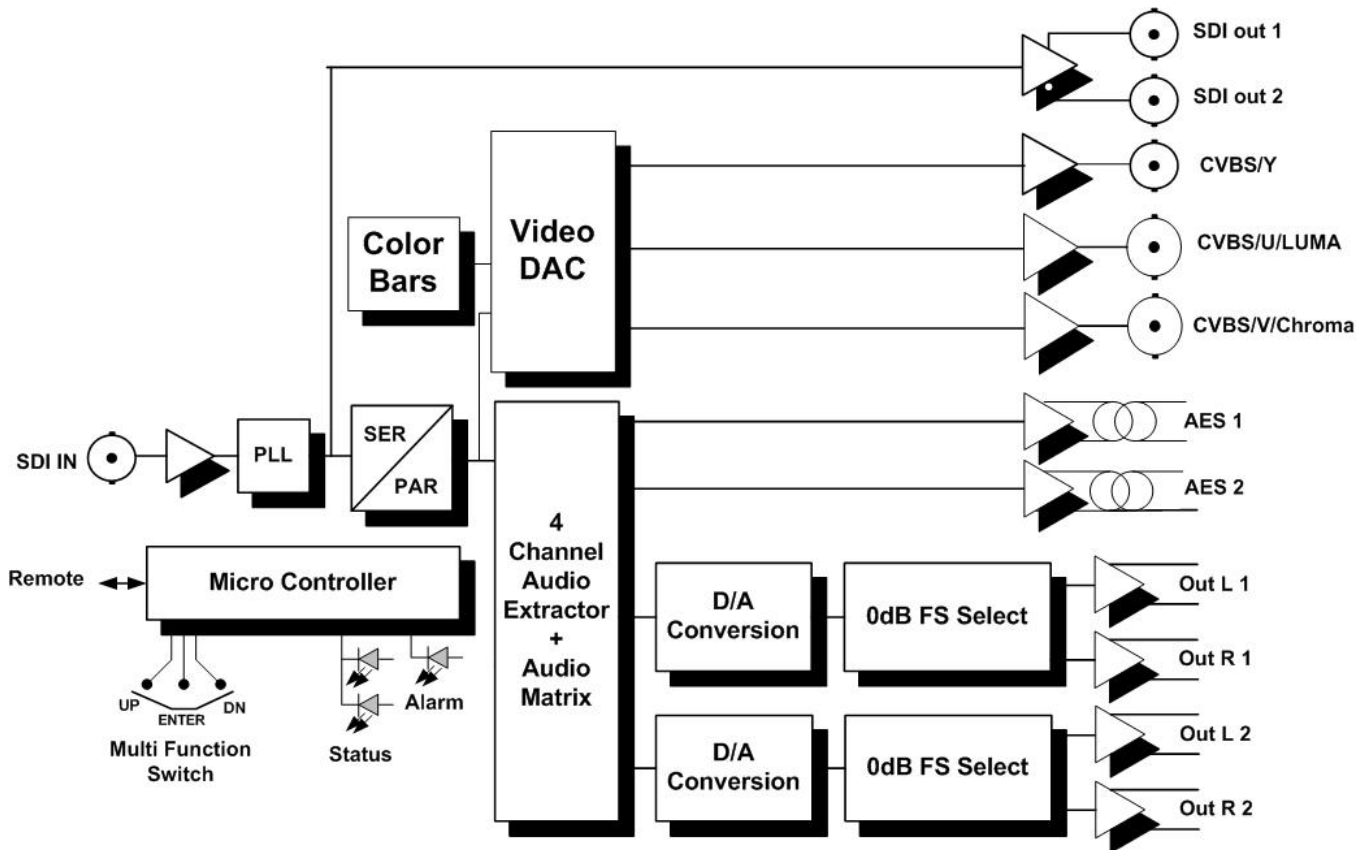 SDI out 1
SDI out 2
CVBS/Y
Color
Bars
Video
DAC
CVBS/U/LUMA
CVBS/V/Chroma
SDI IN
PLL
SER
PAR
AES 1
AES 2
4
Channel
Audio
Extractor
+
Audio
Matrix
Remote
Micro Controller
D/A
Conversion
0dB FS Select
Out L 1
Out R 1
UP
ENTER
DN
Multi Function
Switch
Status
Alarm
D/A
Conversion
0dB FS Select
Out L 2
Out R 2